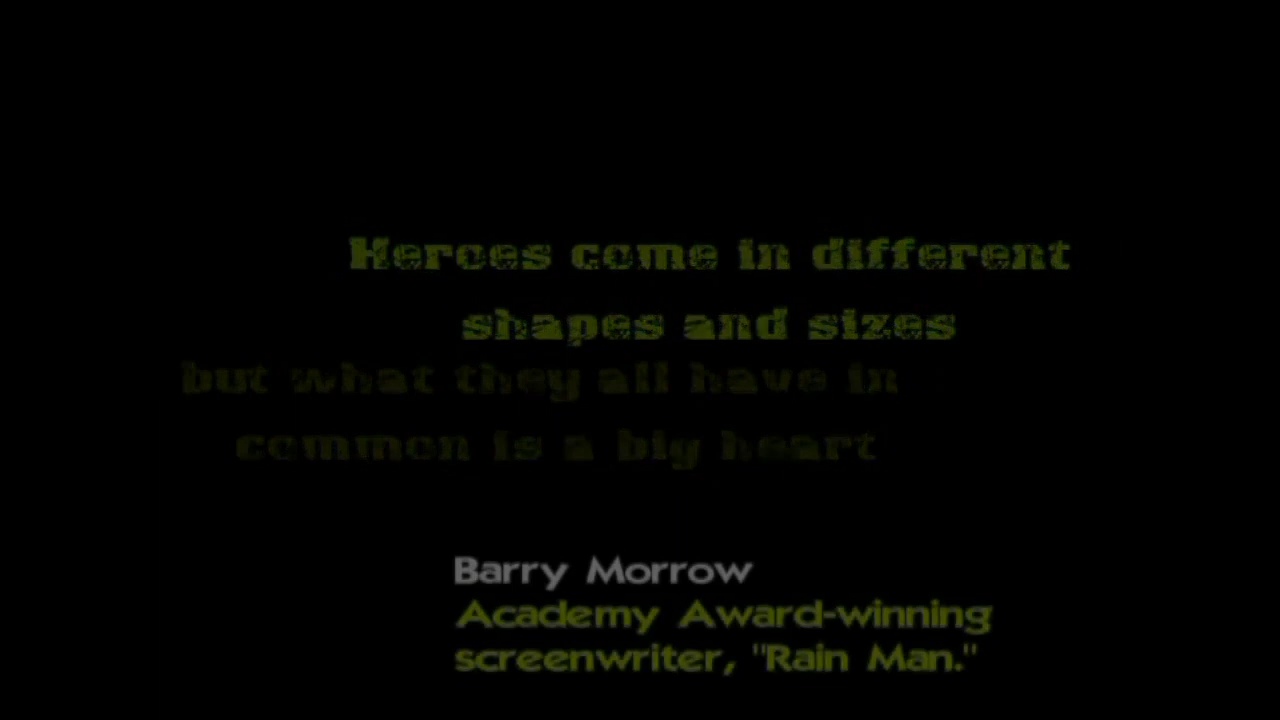 Heroes come in different
shapes and sizes
but what they all have in
common is a big heart
Barry Morrow
Academy Award-winning
screenwriter, "Rain Man."